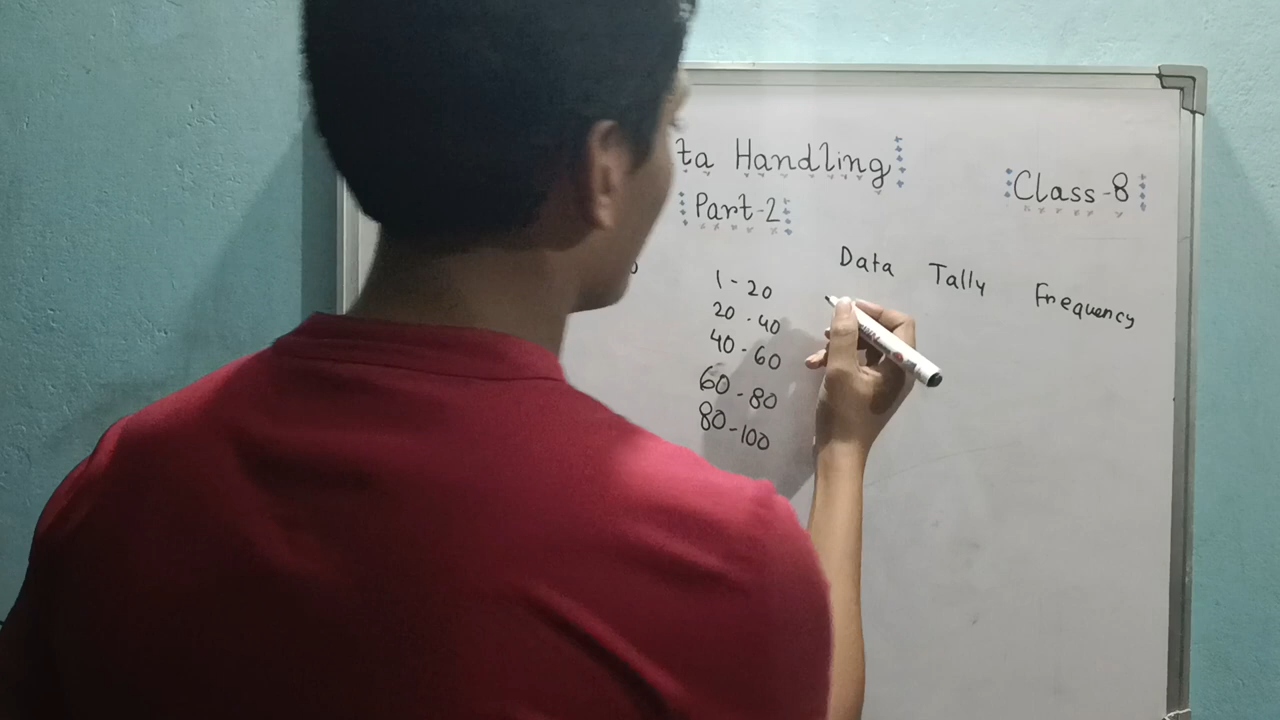 ta Handling
Part-2
Class-8
1-20
20-40
40-60
60-80
80-100
Data Tally Frequency